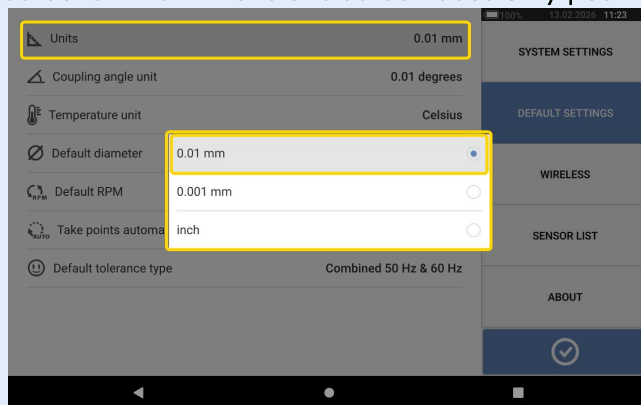 100% 13.02.2026 11:23
Units 0.01 mm
SYSTEM SETTINGS
Coupling angle unit 0.01 degrees
Temperature unit Celsius
DEFAULT SETTINGS
Default diameter
0.01 mm
WIRELESS
Default RPM
RPM
0.001 mm
Take points automa
AUTO
inch
SENSOR LIST
Default tolerance type Combined 50 Hz & 60 Hz
ABOUT